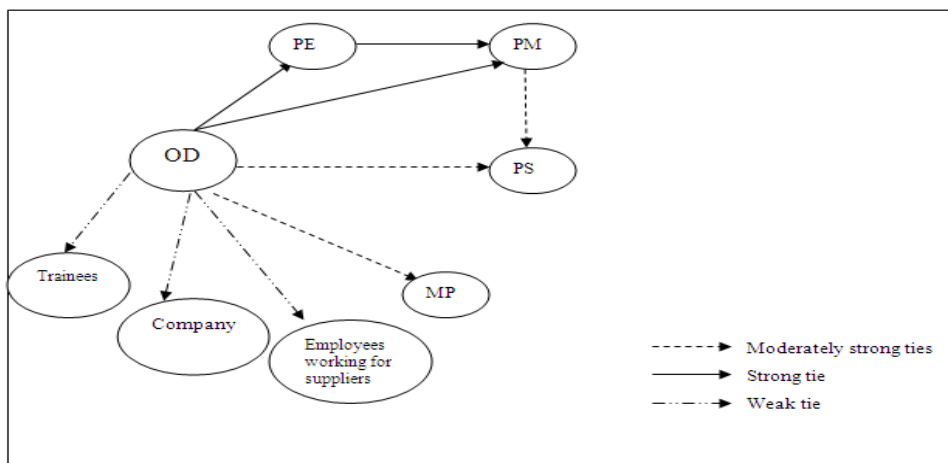 PE
PM
OD
PS
Trainees
MP
Company
Employees
working for
suppliers
Moderately strong ties
Strong tie
Weak tie